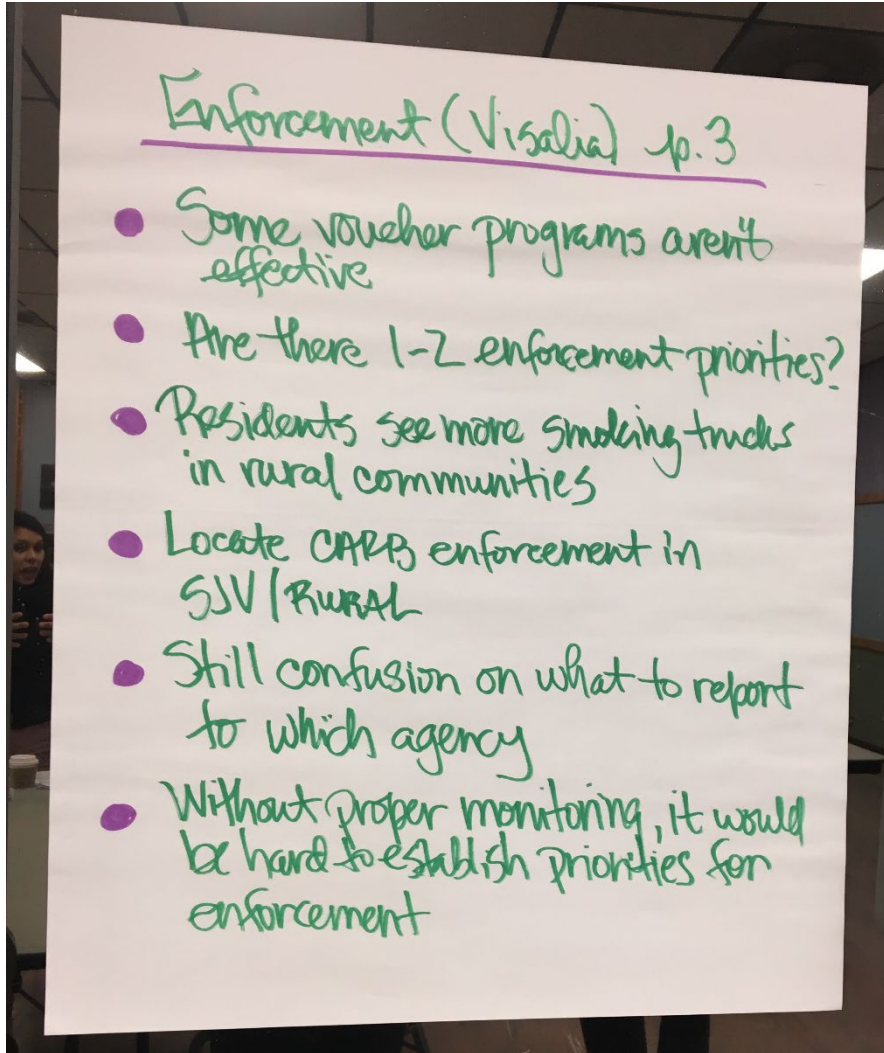 Enforcement (Visalia) p.3
Some voucher programs aren't
effective
Are there 1-2 enforcement priorities?
Residents see more smoking trucks
in rural communities
Locate CARB enforcement in
SJV/RURAL
Still confusion on what to report
to which agency
Without proper monitoring, it would
be hard to establish priorities for
enforcement